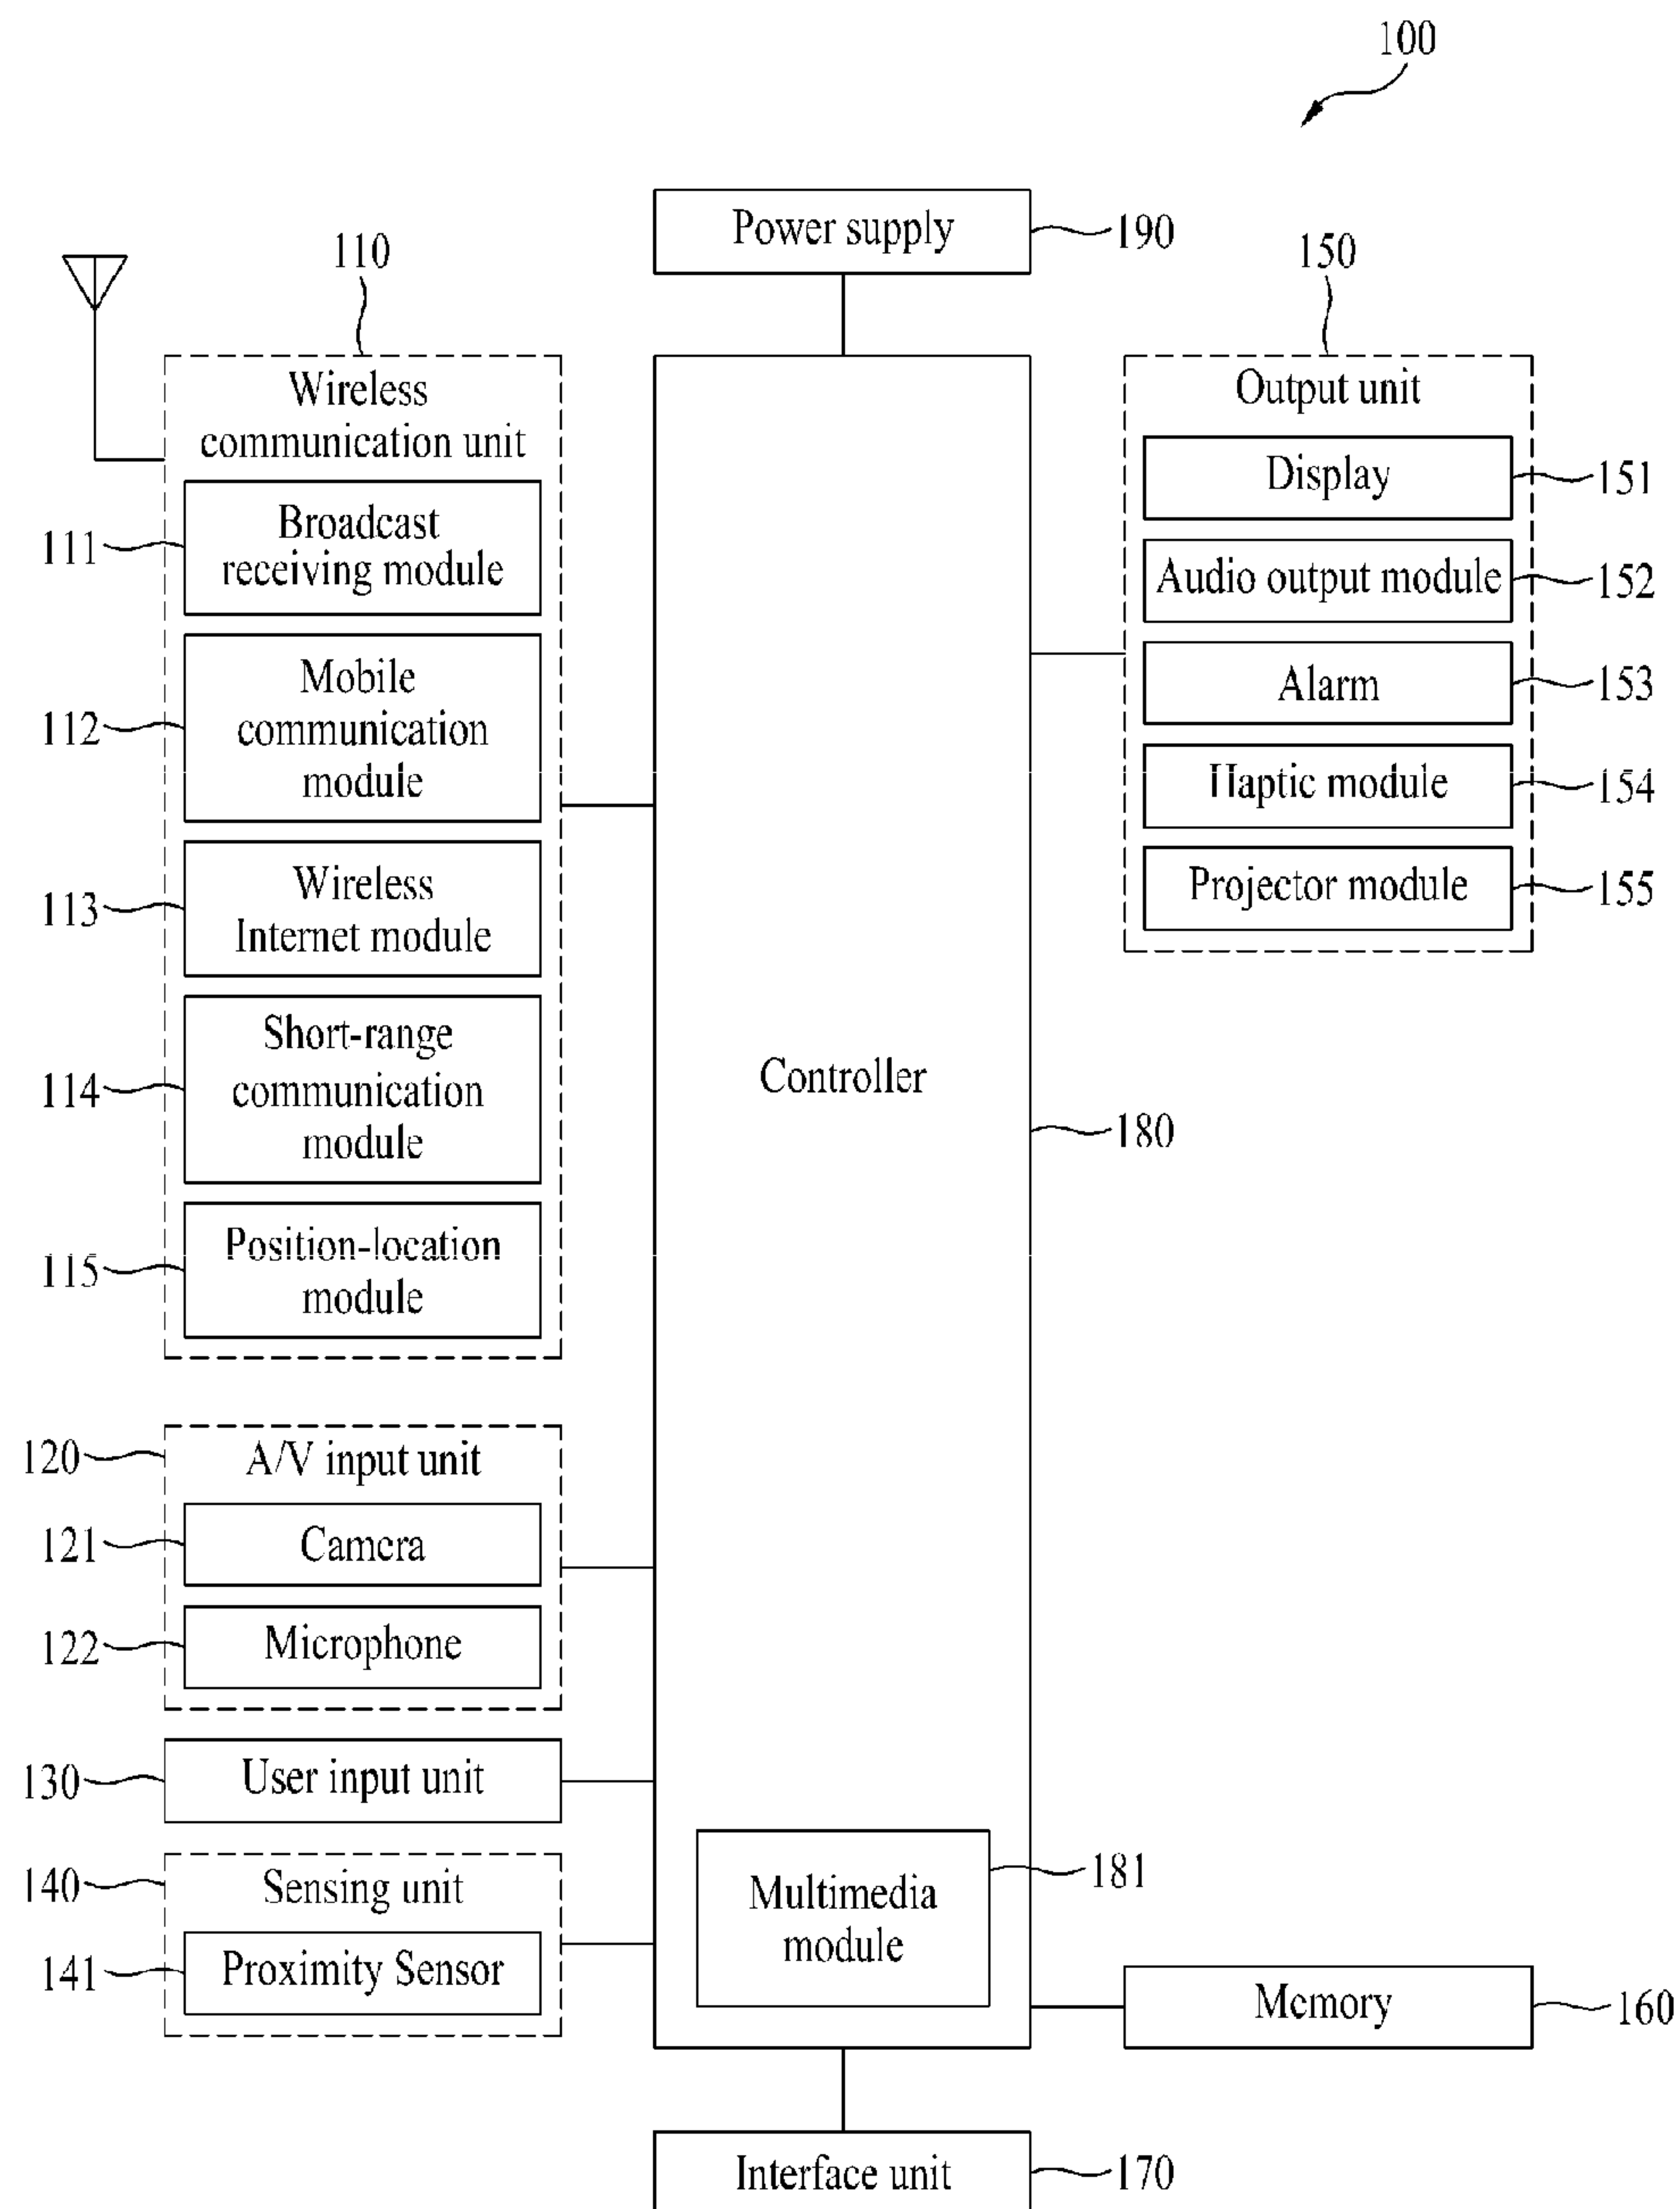 100
Power supply
190
110
150
Wireless
communication unit
Output unit
Broadcast
receiving module
111
Display
151
Audio output module
152
Mobile
communication
module
112
Alarm
153
Haptic module
154
Wireless
Internet module
113
Projector module
155
Short-range
communication
module
114
Controller
180
Position-location
module
115
120
A/V input unit
121
Camera
122
Microphone
130
User input unit
140
Sensing unit
141
Proximity Sensor
Multimedia
module
181
Memory
160
Interface unit
170